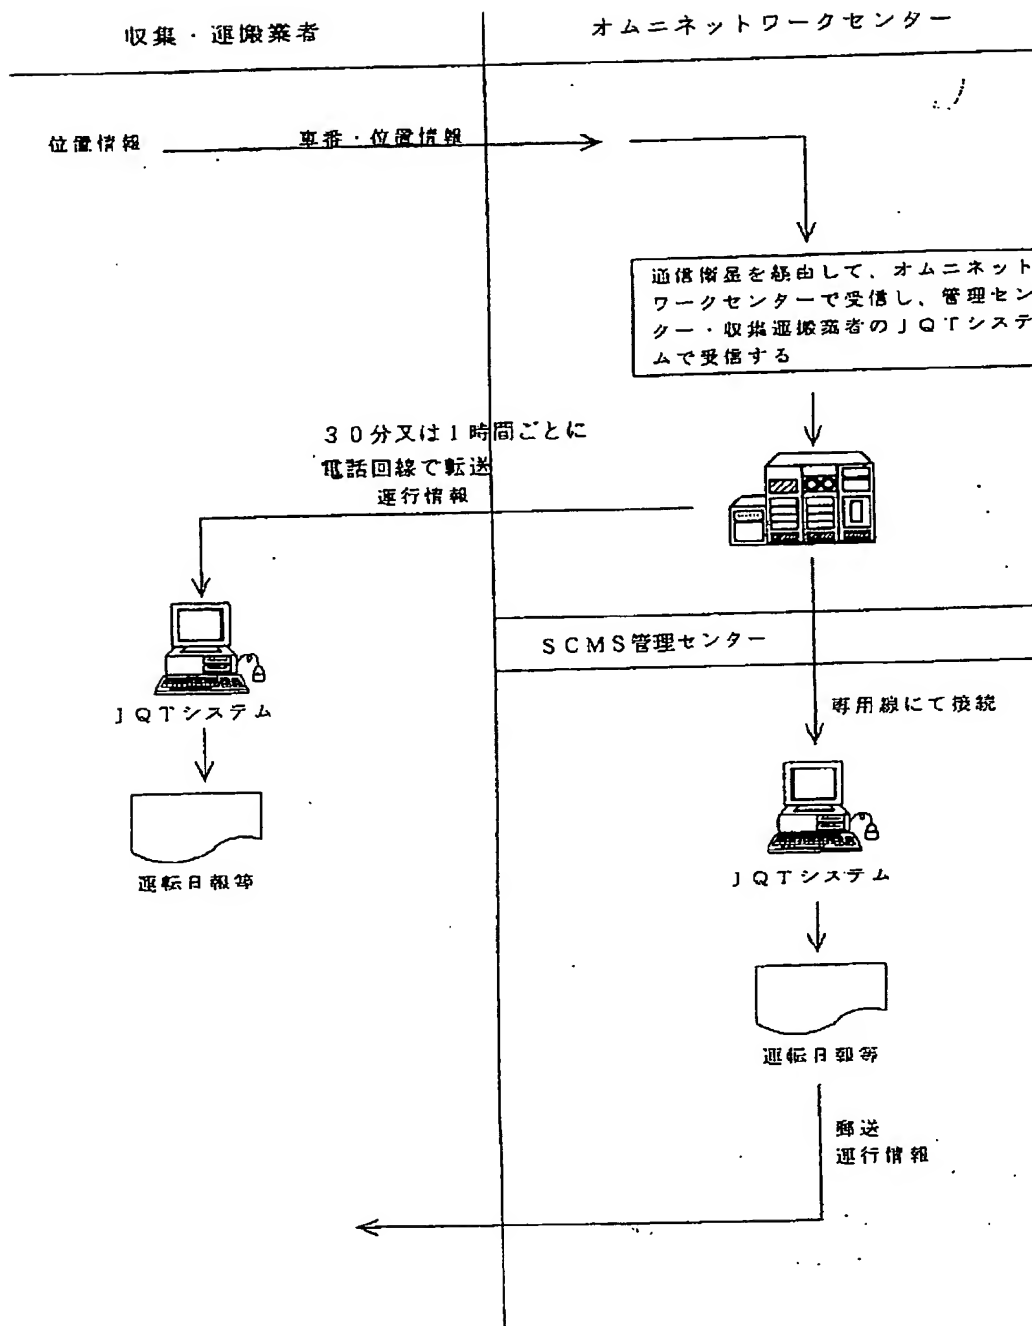 収集・運搬業者
オムニネットワークセンター
位置情報
車番・位置情報
通信衛星を経由して、オムニネット
ワークセンターで受信し、管理セン
ター・収集運搬業者のJQTシステ
ムで受信する
30分又は1時間ごとに
電話回線で転送
運行情報
SCMS管理センター
専用線にて接続
JQTシステム
JQTシステム
運転日報等
運転日報等
郵送
運行情報